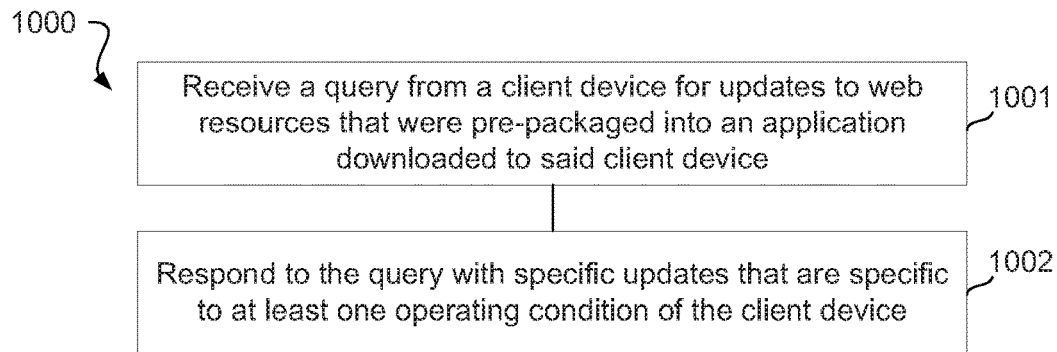 1000
Receive a query from a client device for updates to web
resources that were pre-packaged into an application
downloaded to said client device
1001
Respond to the query with specific updates that are specific
to at least one operating condition of the client device
1002